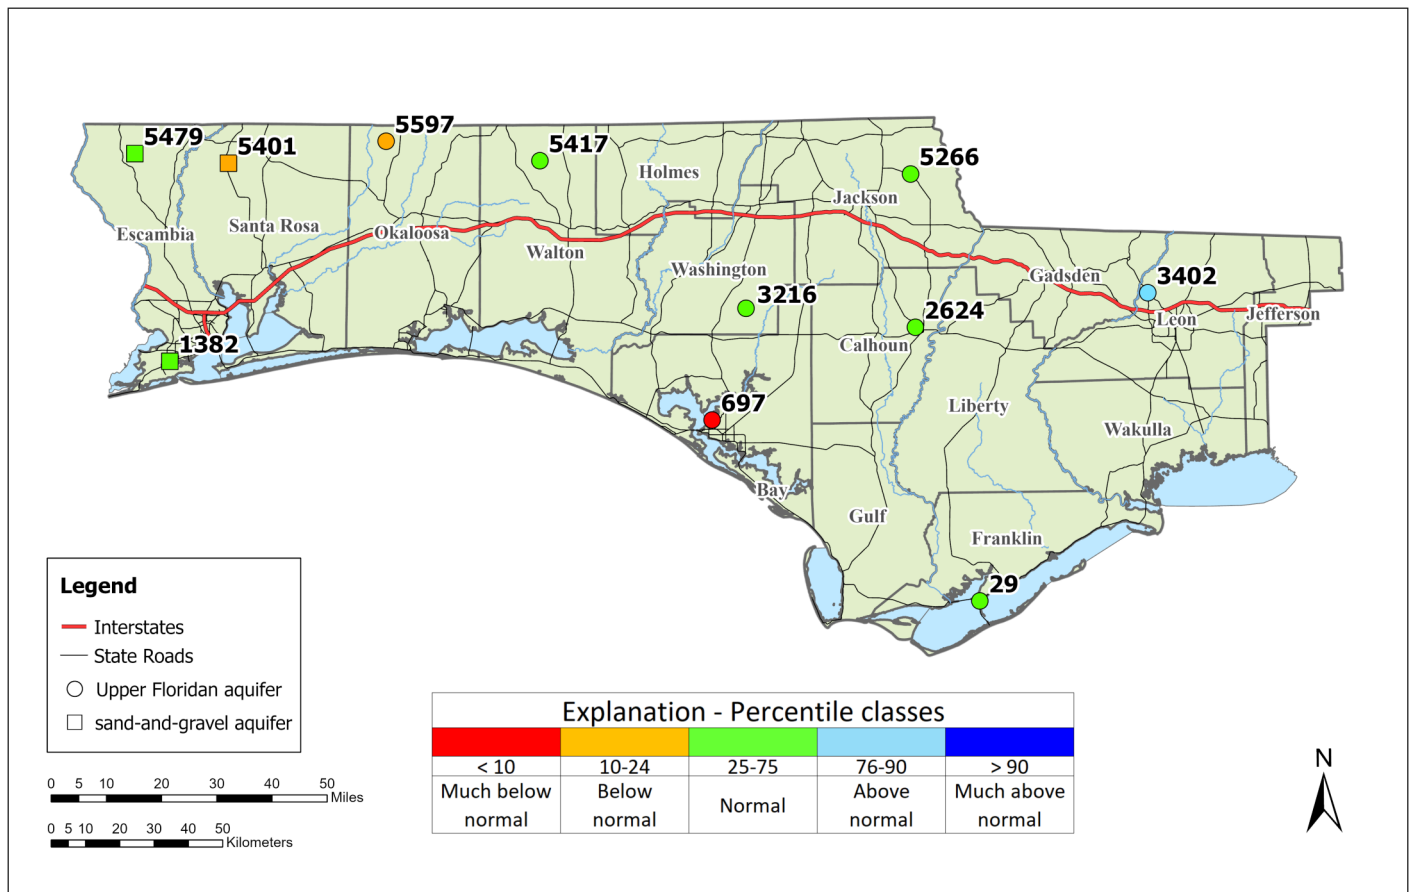 5479
5401
5597
5417
5266
Holmes
Jackson
Escambia
Santa Rosa
Okaloosa
Walton
Washington
Gadsden
3402
3216
2624
Leon
Jefferson
1382
Calhoun
697
Liberty
Wakulla
Bay
Gulf
Franklin
29
Legend
Interstates
State Roads
Upper Floridan aquifer
sand-and-gravel aquifer
0 5 10 20 30 40 50
Miles
0 5 10 20 30 40 50
Kilometers
Explanation - Percentile classes
< 10 10-24 25-75 76-90 > 90
Much below normal
Below normal
Normal
Above normal
Much above normal
N